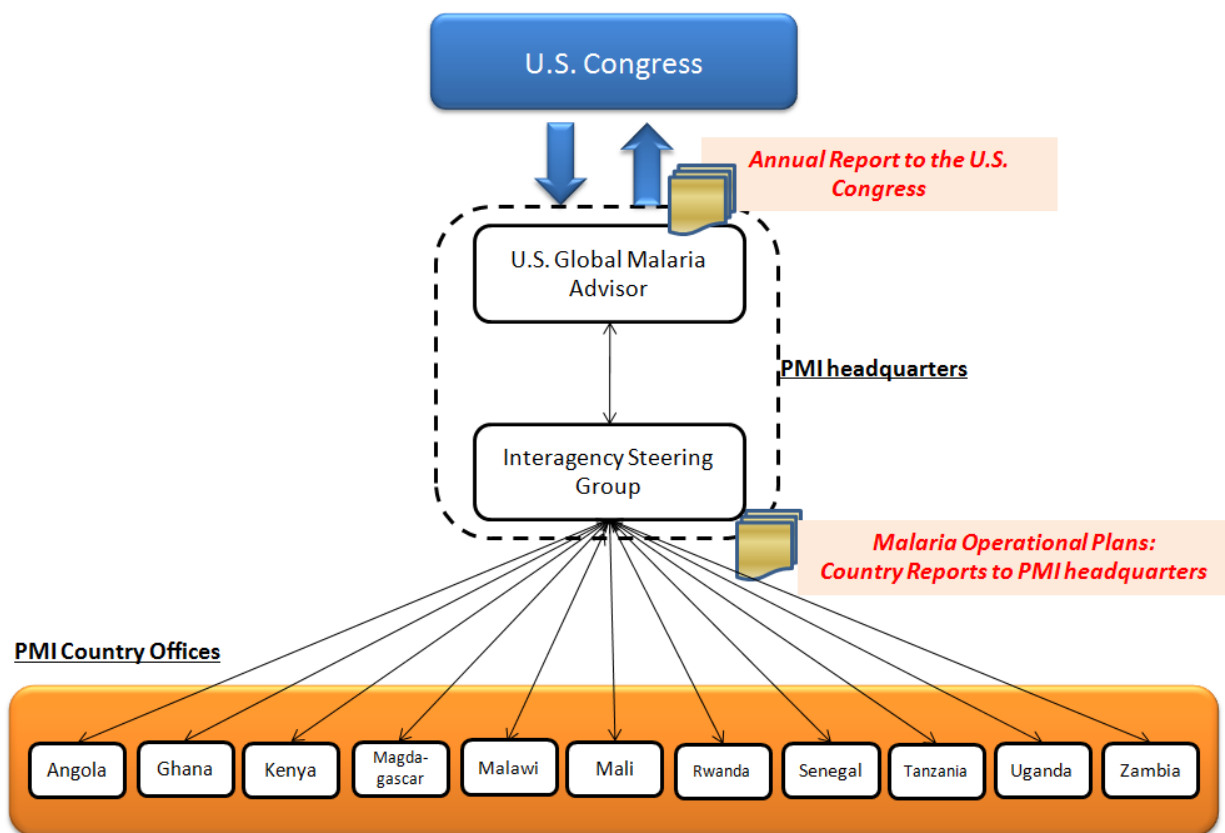 U.S. Congress
Annual Report to the U.S.
Congress
U.S. Global Malaria
Advisor
PMI headquarters
Interagency Steering
Group
Malaria Operational Plans:
Country Reports to PMI headquarters
PMI Country Offices
Angola
Ghana
Kenya
Magda-
gascar
Malawi
Mali
Rwanda
Senegal
Tanzania
Uganda
Zambia